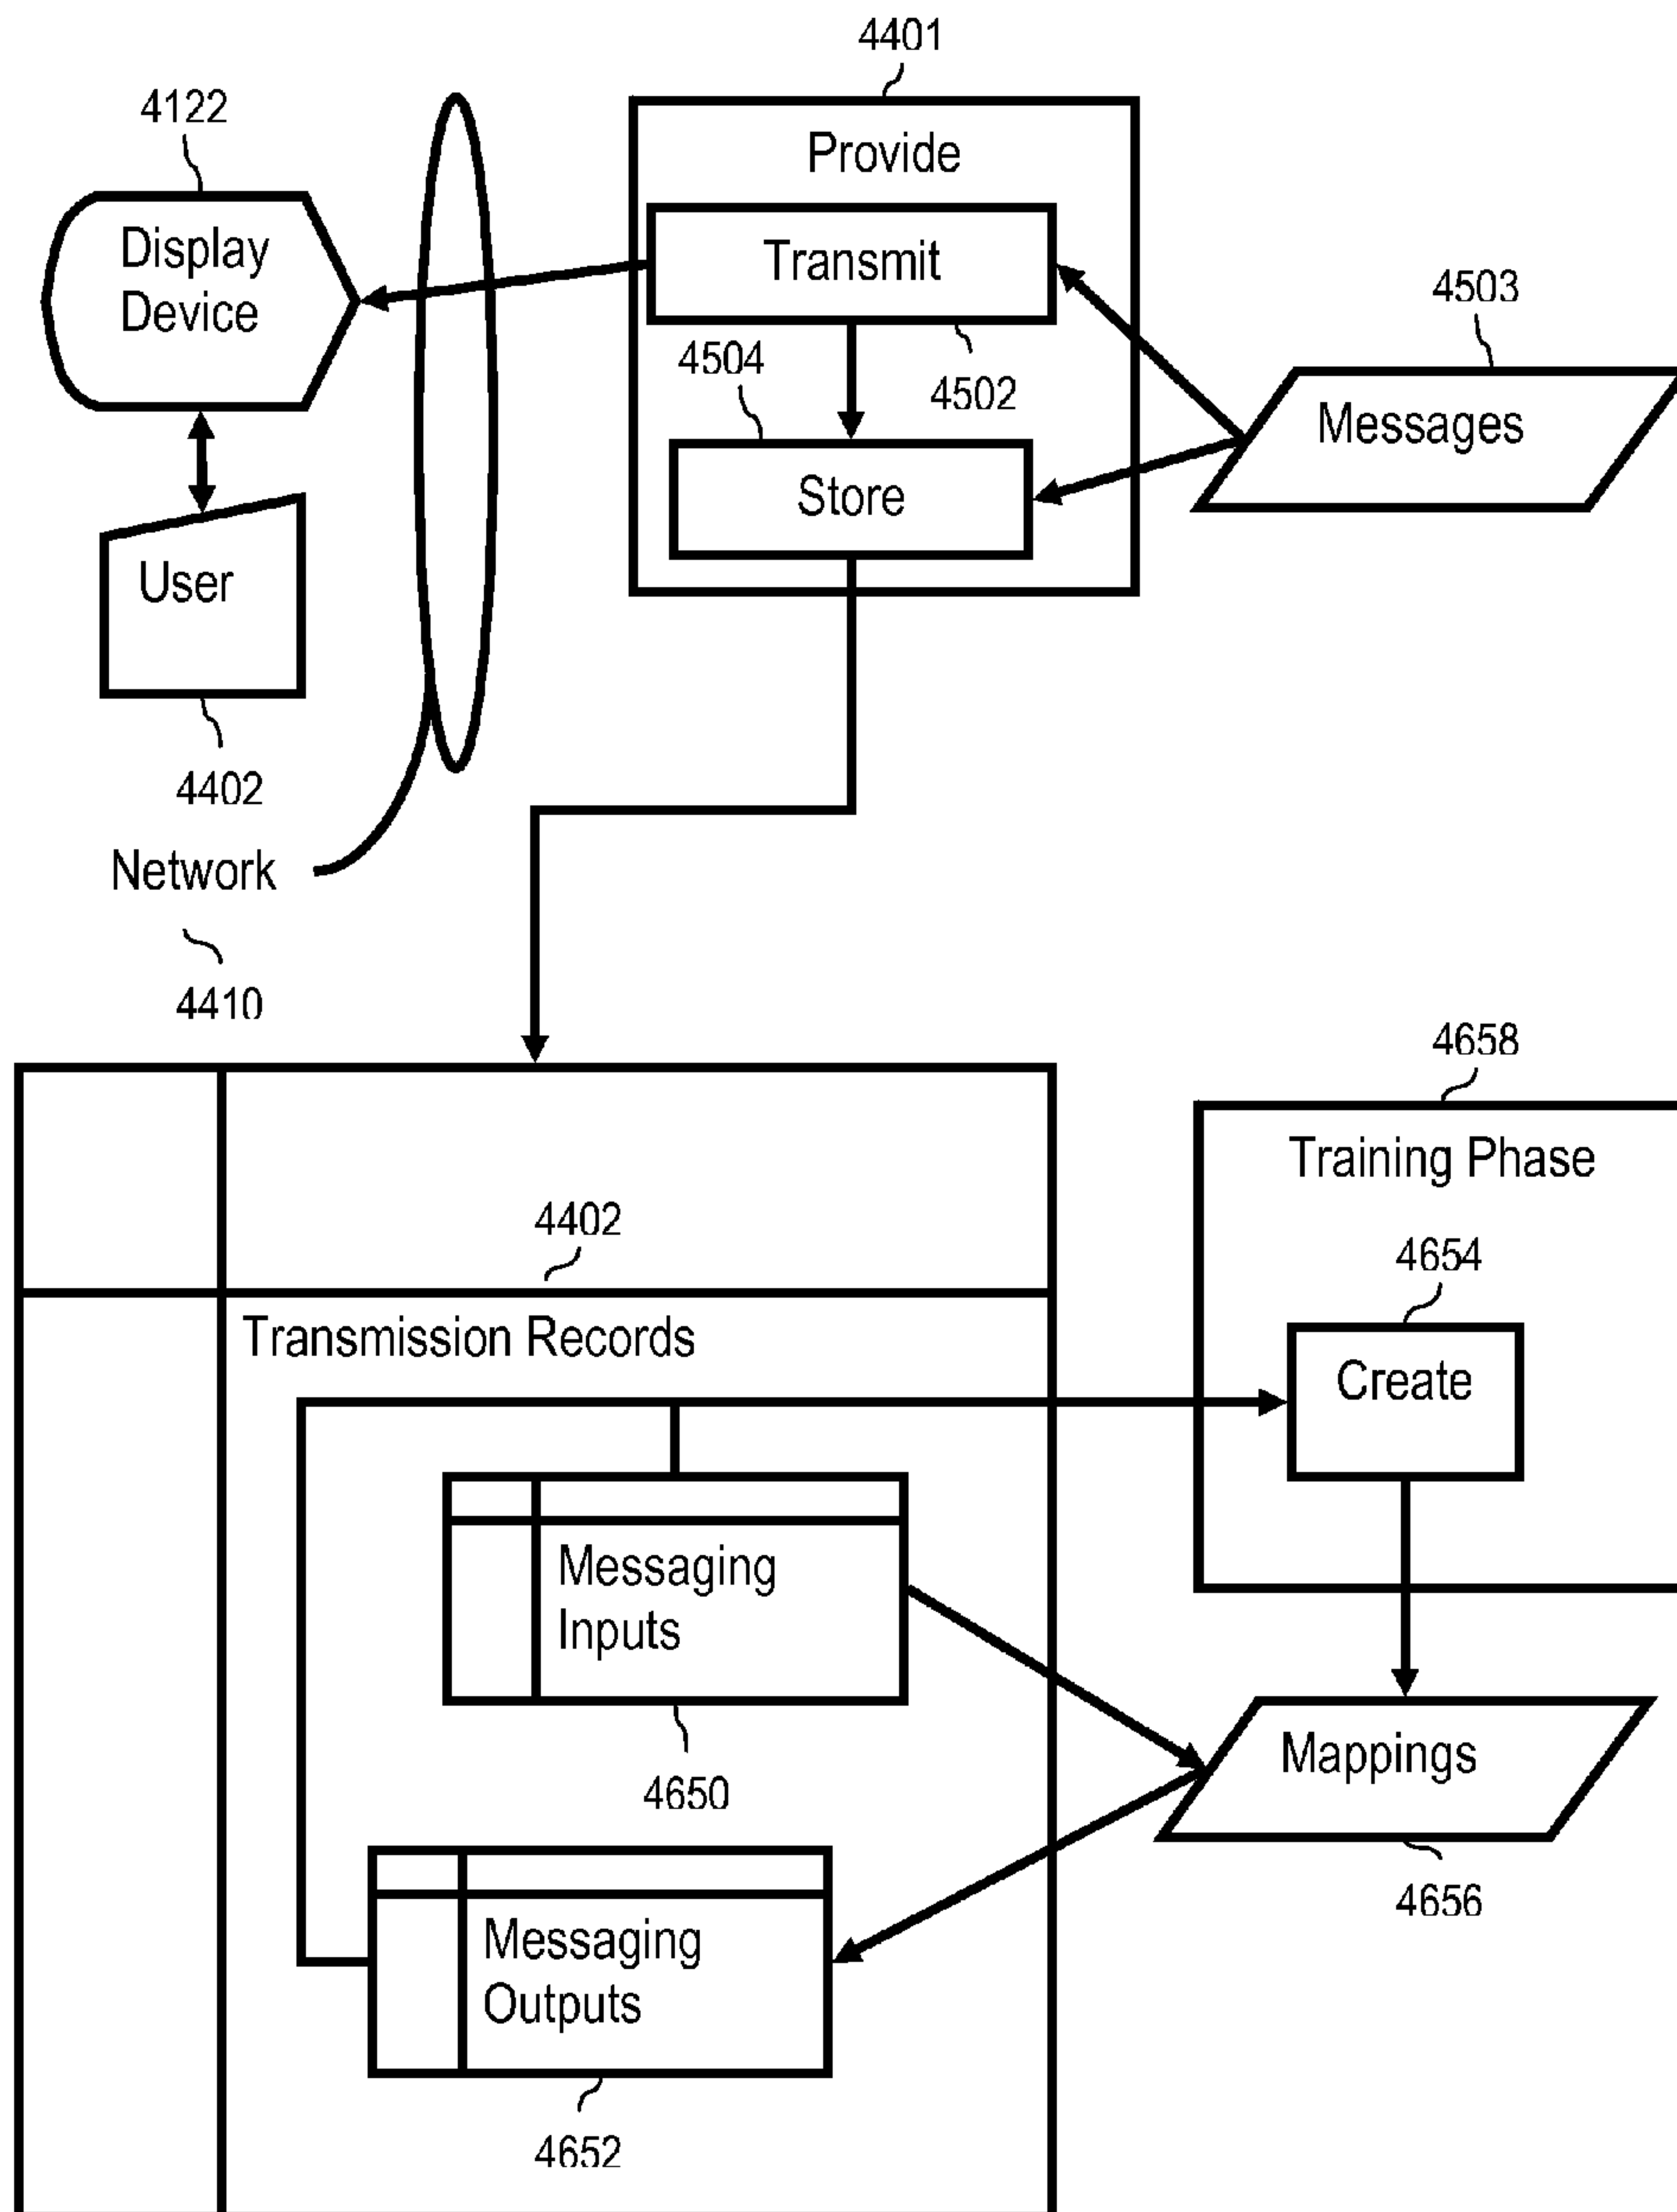 4401
4122
Provide
Display
Device
Transmit
4503
4504
4502
Messages
Store
User
4402
Network
4410
4658
Training Phase
4402
4654
Transmission Records
Create
Messaging
Inputs
Mappings
4650
4656
Messaging
Outputs
4652